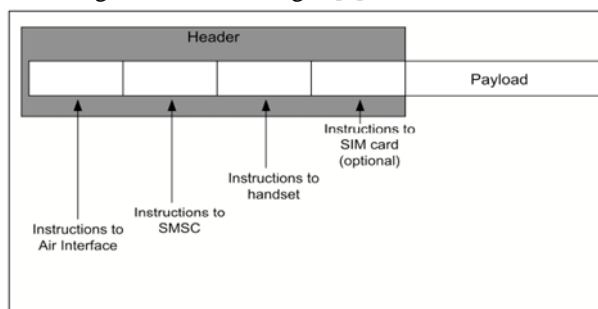 Header
Payload
Instructions to
SIM card
(optional)
Instructions to
handset
Instructions to
SMSC
Instructions to
Air Interface